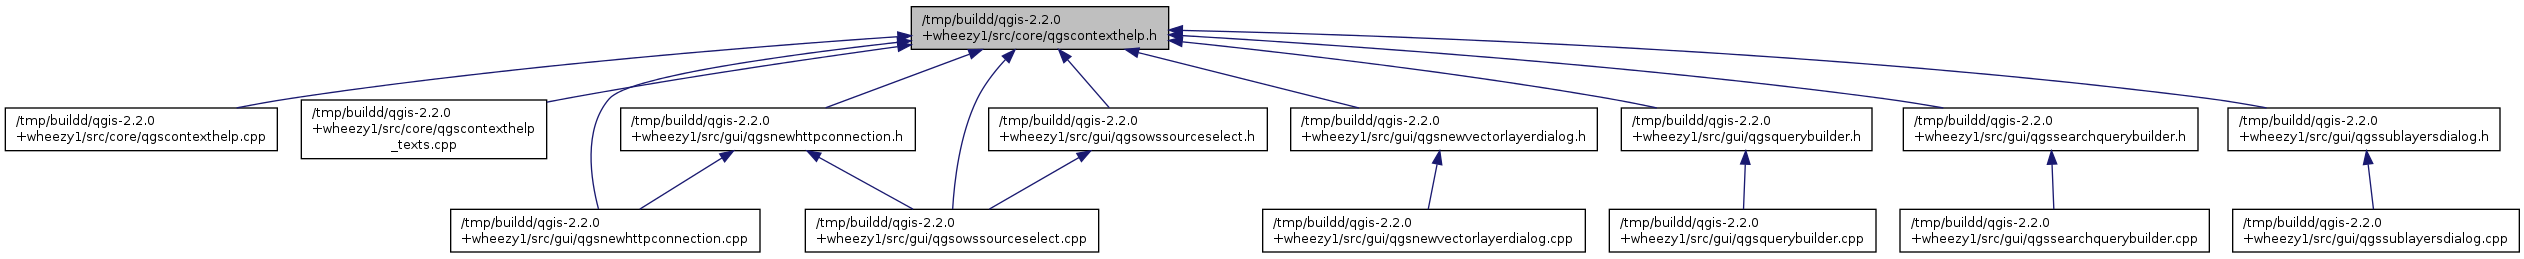 /tmp/buildd/qgis-2.2.0
+wheezy1/src/core/qgscontexthelp.h
/tmp/buildd/qgis-2.2.0
+wheezy1/src/core/qgscontexthelp.cpp
/tmp/buildd/qgis-2.2.0
+wheezy1/src/core/qgscontexthelp
_texts.cpp
/tmp/buildd/qgis-2.2.0
+wheezy1/src/gui/qgsnewhttpconnection.h
/tmp/buildd/qgis-2.2.0
+wheezy1/src/gui/qgsowssourceselect.h
/tmp/buildd/qgis-2.2.0
+wheezy1/src/gui/qgsnewvectorlayerdialog.h
/tmp/buildd/qgis-2.2.0
+wheezy1/src/gui/qgsquerybuilder.h
/tmp/buildd/qgis-2.2.0
+wheezy1/src/gui/qgssearchquerybuilder.h
/tmp/buildd/qgis-2.2.0
+wheezy1/src/gui/qgssublayersdialog.h
/tmp/buildd/qgis-2.2.0
+wheezy1/src/gui/qgsnewhttpconnection.cpp
/tmp/buildd/qgis-2.2.0
+wheezy1/src/gui/qgsowssourceselect.cpp
/tmp/buildd/qgis-2.2.0
+wheezy1/src/gui/qgsnewvectorlayerdialog.cpp
/tmp/buildd/qgis-2.2.0
+wheezy1/src/gui/qgsquerybuilder.cpp
/tmp/buildd/qgis-2.2.0
+wheezy1/src/gui/qgssearchquerybuilder.cpp
/tmp/buildd/qgis-2.2.0
+wheezy1/src/gui/qgssublayersdialog.cpp